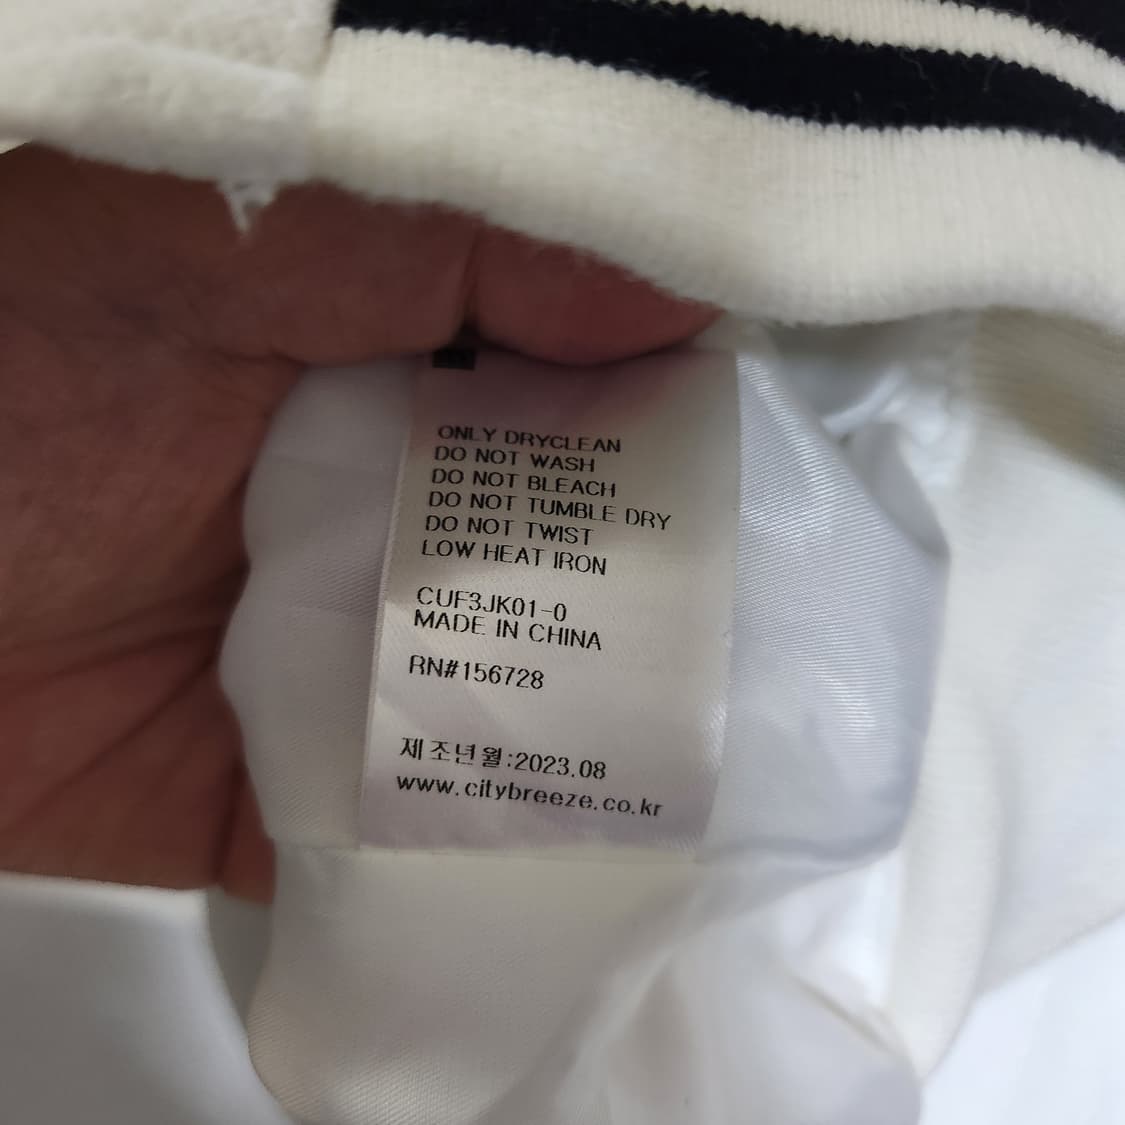 ONLY DRYCLEAN
DO NOT WASH
DO NOT BLEACH
DO NOT TUMBLE DRY
DO NOT TWIST
LOW HEAT IRON
CUF3JK01-0
MADE IN CHINA
RN#156728
제조년월:2023.08
www.citybreeze.co.kr